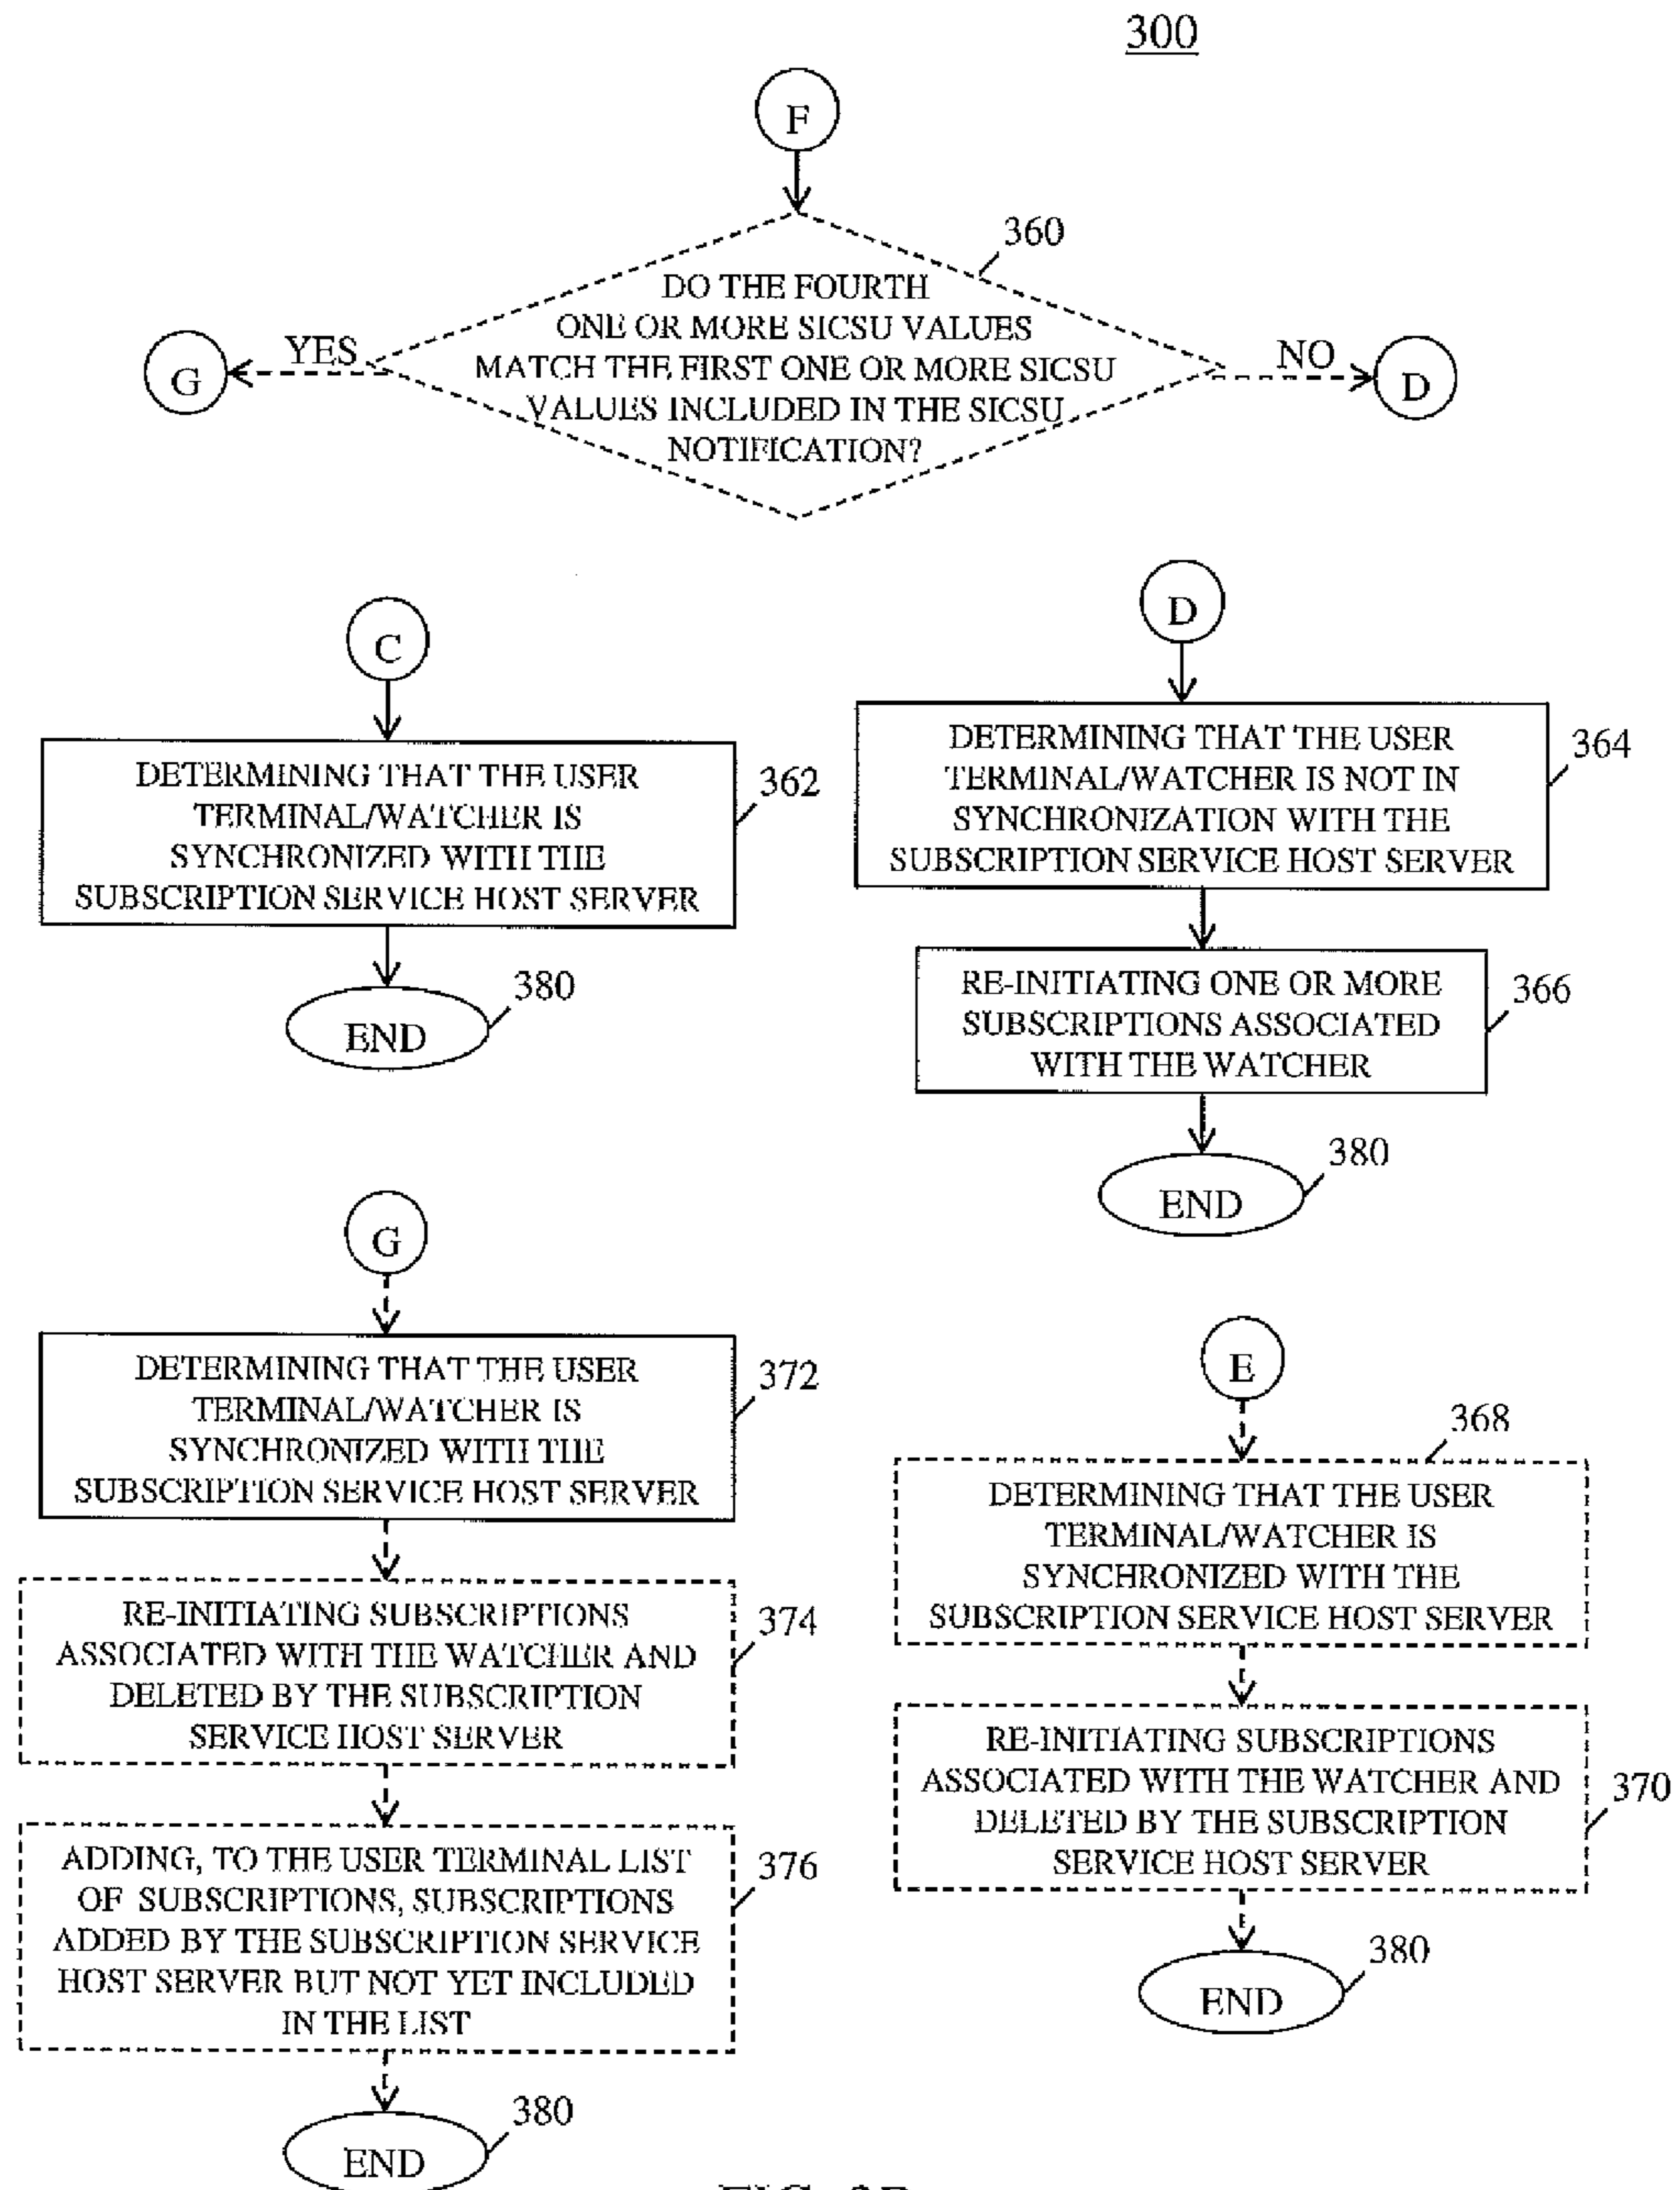 300
F
360
DO THE FOURTH
ONE OR MORE SICSU VALUES
MATCH THE FIRST ONE OR MORE SICSU
VALUES INCLUDED IN THE SICSU
NOTIFICATION?
YES
G
NO
D
C
DETERMINING THAT THE USER
TERMINAL/WATCHER IS
SYNCHRONIZED WITH THE
SUBSCRIPTION SERVICE HOST SERVER
362
END
380
D
DETERMINING THAT THE USER
TERMINAL/WATCHER IS NOT IN
SYNCHRONIZATION WITH THE
SUBSCRIPTION SERVICE HOST SERVER
364
RE-INITIATING ONE OR MORE
SUBSCRIPTIONS ASSOCIATED
WITH THE WATCHER
366
END
380
G
DETERMINING THAT THE USER
TERMINAL/WATCHER IS
SYNCHRONIZED WITH THE
SUBSCRIPTION SERVICE HOST SERVER
372
RE-INITIATING SUBSCRIPTIONS
ASSOCIATED WITH THE WATCHER AND
DELETED BY THE SUBSCRIPTION
SERVICE HOST SERVER
374
ADDING, TO THE USER TERMINAL LIST
OF SUBSCRIPTIONS, SUBSCRIPTIONS
ADDED BY THE SUBSCRIPTION SERVICE
HOST SERVER BUT NOT YET INCLUDED
IN THE LIST
376
END
380
E
368
DETERMINING THAT THE USER
TERMINAL/WATCHER IS
SYNCHRONIZED WITH THE
SUBSCRIPTION SERVICE HOST SERVER
RE-INITIATING SUBSCRIPTIONS
ASSOCIATED WITH THE WATCHER AND
DELETED BY THE SUBSCRIPTION
SERVICE HOST SERVER
370
END
380